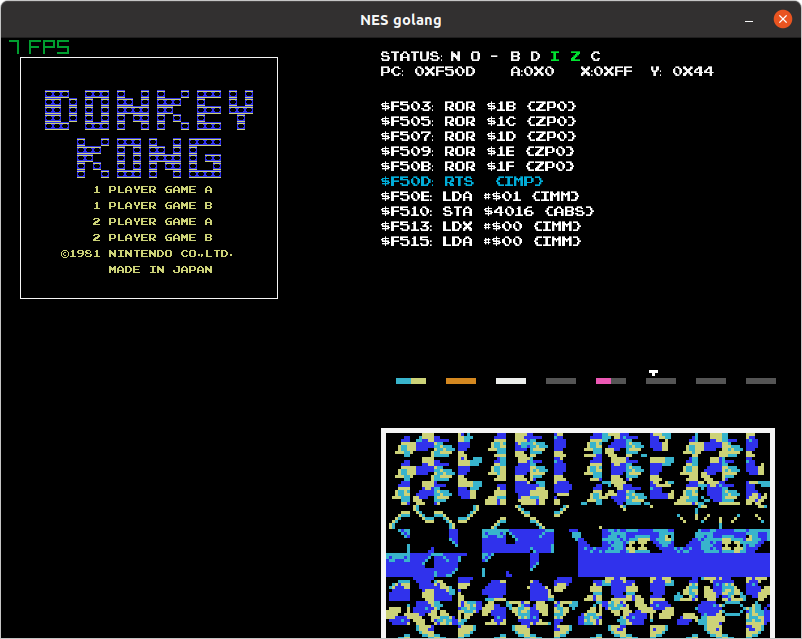 NES golang
7 FPS
STATUS: N O - B D I Z C
PC: 0XF50D A:0X0 X:0XFF Y: 0X44
DONKEY
KONG
1 PLAYER GAME A
1 PLAYER GAME B
2 PLAYER GAME A
2 PLAYER GAME B
©1981 NINTENDO CO.,LTD.
MADE IN JAPAN
$F503: ROR $1B {ZP0}
$F505: ROR $1C {ZP0}
$F507: ROR $1D {ZP0}
$F509: ROR $1E {ZP0}
$F50B: ROR $1F {ZP0}
$F50D: RTS {IMP}
$F50E: LDA #$01 {IMM}
$F510: STA $4016 {ABS}
$F513: LDX #$00 {IMM}
$F515: LDA #$00 {IMM}